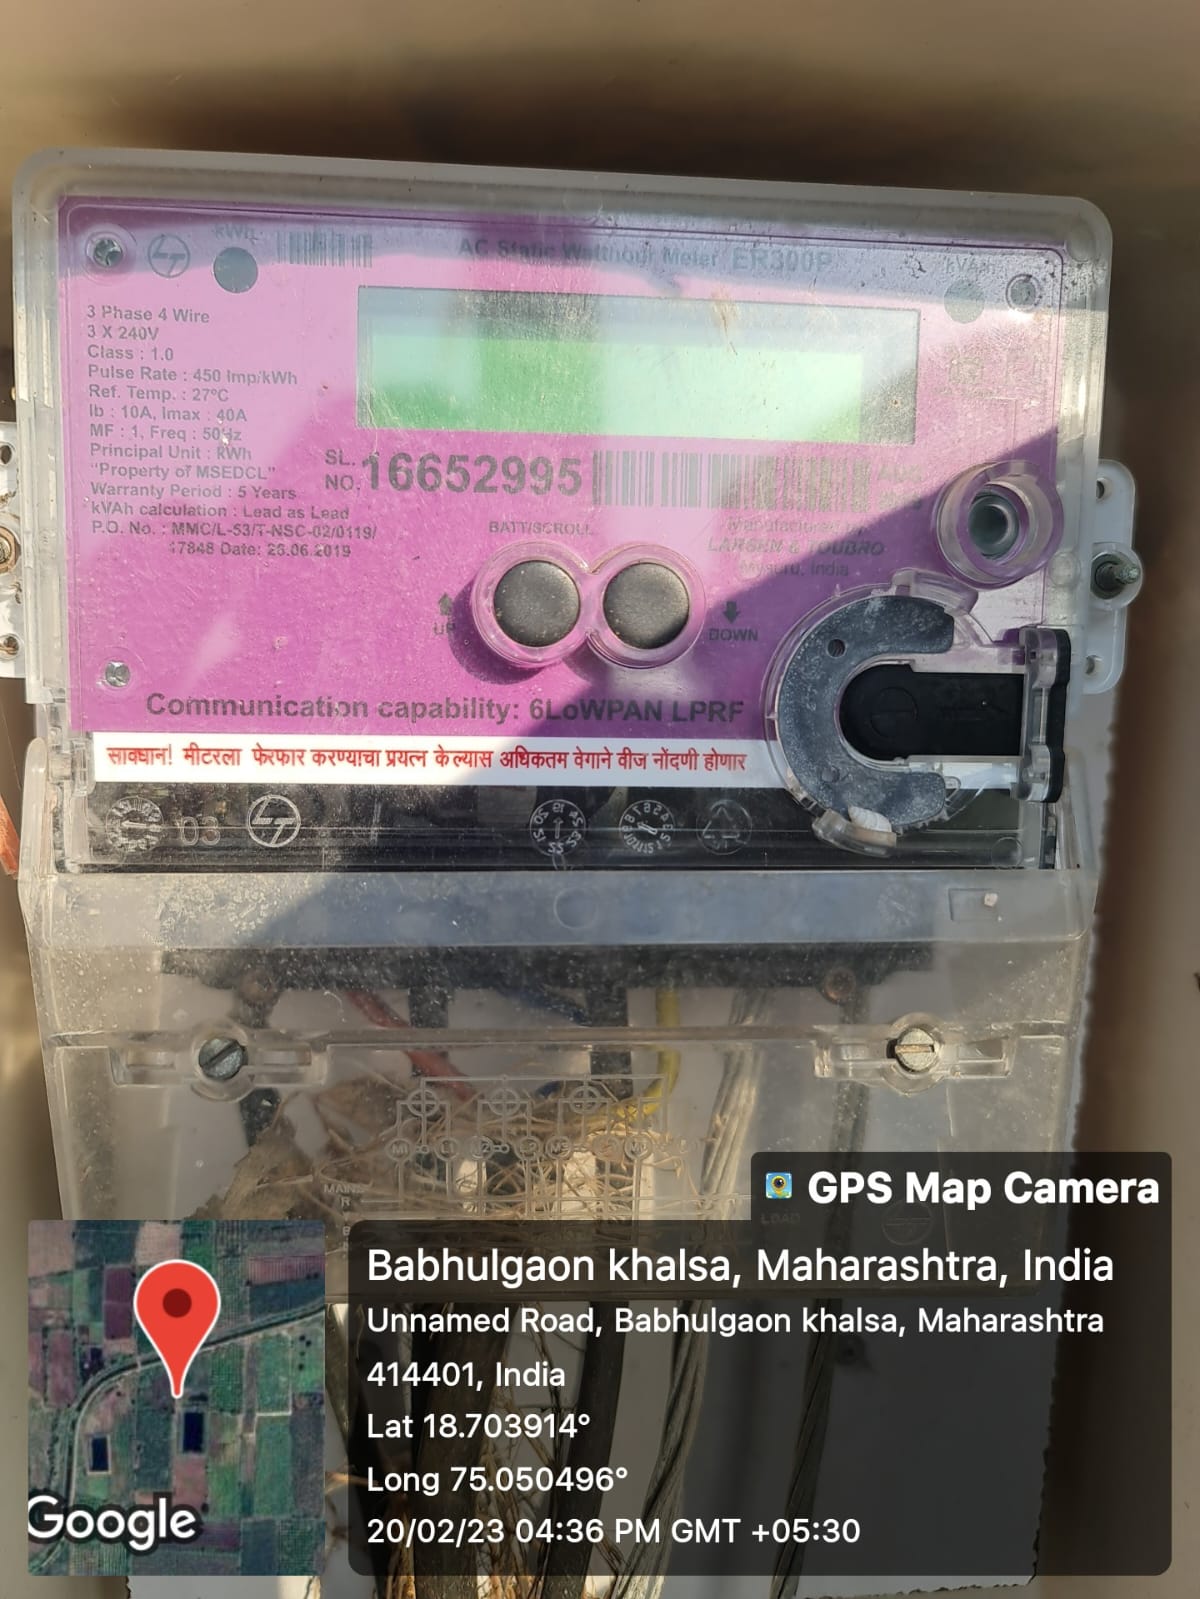 kWh
AC Static Watthour Meter ER300P
kVAh
3 Phase 4 Wire
3 X 240V
Class : 1.0
Pulse Rate : 450 Imp/kWh
Ref. Temp. : 27°C
Ib : 10A, Imax : 40A
MF : 1, Freq : 50Hz
Principal Unit : kWh
"Property of MSEDCL"
Warranty Period : 5 Years
kVAh calculation : Lead as Lead
P.O. No. : MMC/L-53/T-NSC-02/0119/
17848 Date: 26.06.2019
SL. NO. 16652995
BATT/SCROLL
Manufactured by
LARSEN & TOUBRO
Mysuru, India
UP
DOWN
Communication capability: 6LoWPAN LPRF
सावधान! मीटरला फेरफार करण्याचा प्रयत्न केल्यास अधिकतम वेगाने वीज नोंदणी होणार
03
MAINS
LOAD
GPS Map Camera
Babhulgaon khalsa, Maharashtra, India
Unnamed Road, Babhulgaon khalsa, Maharashtra
414401, India
Lat 18.703914°
Long 75.050496°
20/02/23 04:36 PM GMT +05:30
Google